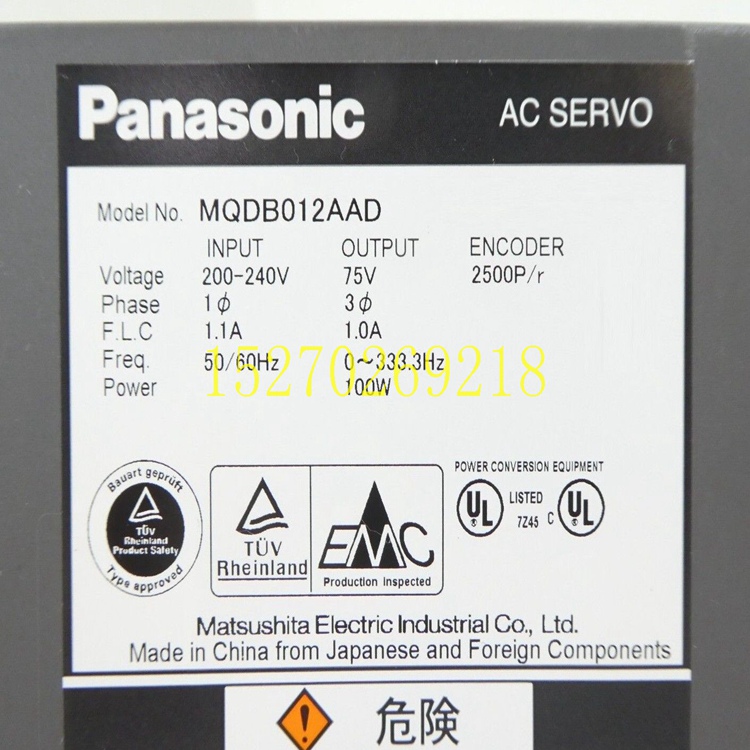 Panasonic AC SERVO
Model No. MQDB012AAD
INPUT OUTPUT ENCODER
Voltage 200-240V 75V 2500P/r
Phase 1ϕ 3ϕ
F.L.C 1.1A 1.0A
Freq. 50/60Hz 0~333.3Hz
Power 100W
15270269218
Bauart geprüft
TÜV
Rheinland
Product Safety
Type approved
TÜV
Rheinland
EMC
Production Inspected
POWER CONVERSION EQUIPMENT
UL LISTED C UL
7Z45
Matsushita Electric Industrial Co., Ltd.
Made in China from Japanese and Foreign Components
! 危険